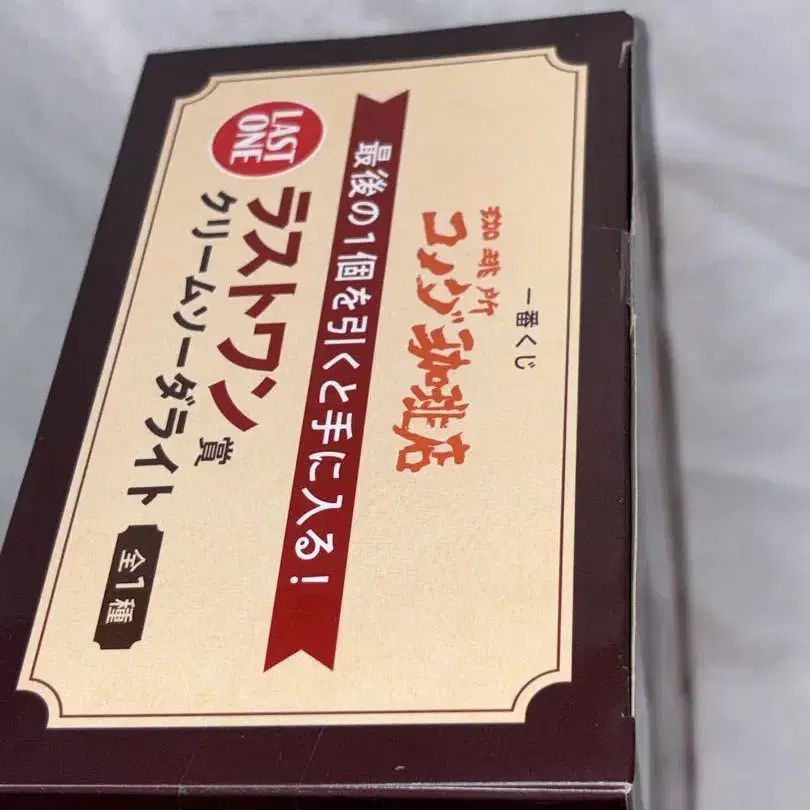 一番くじ
珈琲所
コメダ珈琲店
最後の1個を引くと手に入る!
LAST
ONE
ラストワン賞
クリームソーダライト
全1種